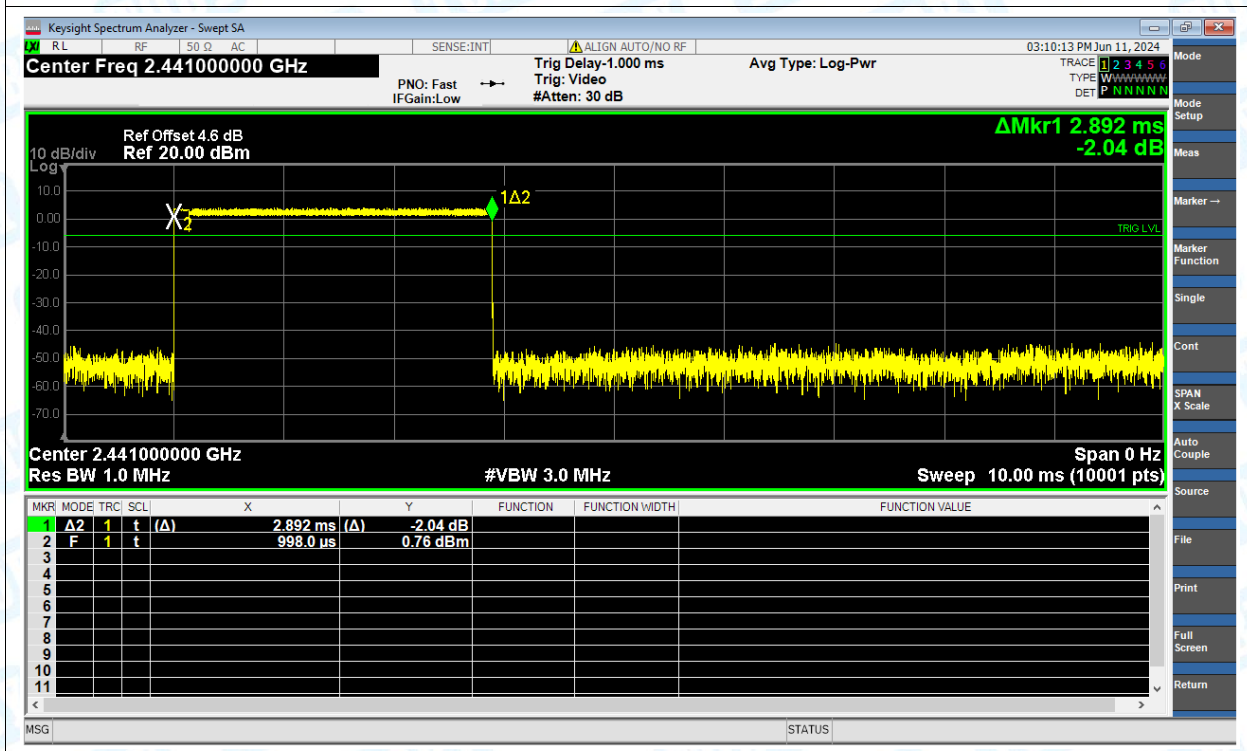 Keysight Spectrum Analyzer - Swept SA
LXI RL RF 50 Ω AC SENSE:INT ALIGN AUTO/NO RF 03:10:13 PM Jun 11, 2024
Center Freq 2.441000000 GHz
PNO: Fast
IFGain:Low
Trig Delay-1.000 ms
Trig: Video
#Atten: 30 dB
Avg Type: Log-Pwr
TRACE 1 2 3 4 5 6
TYPE WWWWWW
DET P N N N N N
ΔMkr1 2.892 ms
-2.04 dB
Ref Offset 4.6 dB
10 dB/div Ref 20.00 dBm
Log
10.0
0.00
-10.0
-20.0
-30.0
-40.0
-50.0
-60.0
-70.0
X2
1Δ2
TRIG LVL
Center 2.441000000 GHz Span 0 Hz
Res BW 1.0 MHz #VBW 3.0 MHz Sweep 10.00 ms (10001 pts)
MKR MODE TRC SCL X Y FUNCTION FUNCTION WIDTH FUNCTION VALUE
1 Δ2 1 t (Δ) 2.892 ms (Δ) -2.04 dB
2 F 1 t 998.0 µs 0.76 dBm
3
4
5
6
7
8
9
10
11
MSG STATUS
Mode
Mode
Setup
Meas
Marker →
Marker
Function
Single
Cont
SPAN
X Scale
Auto
Couple
Source
File
Print
Full
Screen
Return